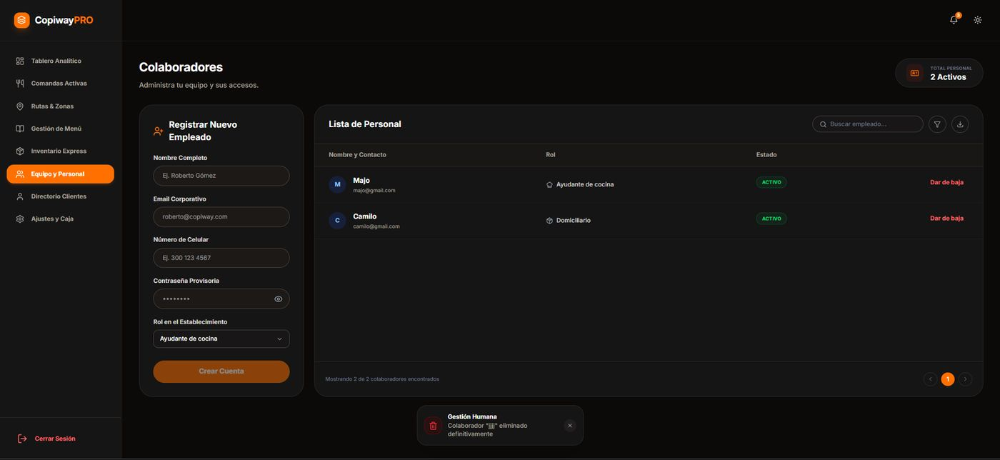 CopiwayPRO
3
Tablero Analítico
Comandas Activas
Rutas & Zonas
Gestión de Menú
Inventario Express
Equipo y Personal
Directorio Clientes
Ajustes y Caja
Cerrar Sesión
Colaboradores
Administra tu equipo y sus accesos.
TOTAL PERSONAL
2 Activos
Registrar Nuevo
Empleado
Nombre Completo
Ej. Roberto Gómez
Email Corporativo
roberto@copiway.com
Número de Celular
Ej. 300 123 4567
Contraseña Provisoria
••••••••
Rol en el Establecimiento
Ayudante de cocina
Crear Cuenta
Lista de Personal
Buscar empleado...
Nombre y Contacto Rol Estado
M Majo
majo@gmail.com
Ayudante de cocina
ACTIVO
Dar de baja
C Camilo
camilo@gmail.com
Domiciliario
ACTIVO
Dar de baja
Mostrando 2 de 2 colaboradores encontrados
1
Gestión Humana
Colaborador "jjjj" eliminado
definitivamente